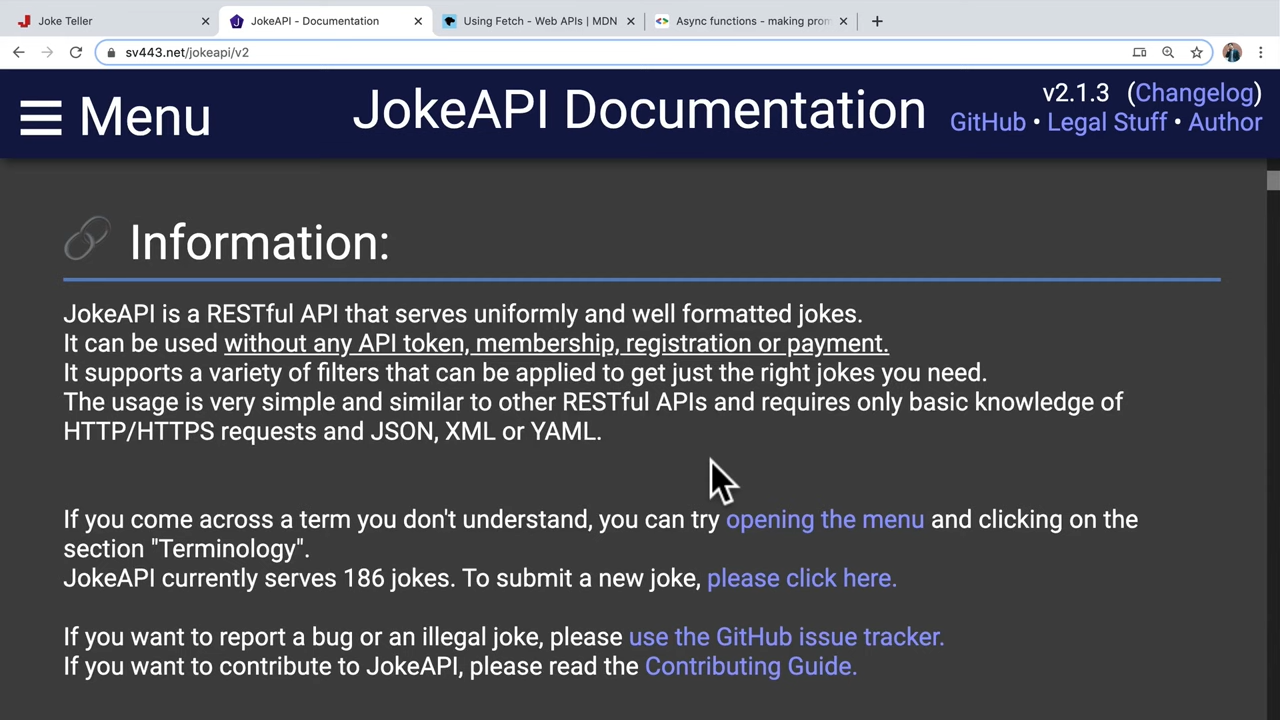 Joke Teller
JokeAPI - Documentation
Using Fetch - Web APIs | MDN
Async functions - making pron
sv443.net/jokeapi/v2
Menu
JokeAPI Documentation
v2.1.3 (Changelog)
GitHub • Legal Stuff • Author
Information:
JokeAPI is a RESTful API that serves uniformly and well formatted jokes.
It can be used without any API token, membership, registration or payment.
It supports a variety of filters that can be applied to get just the right jokes you need.
The usage is very simple and similar to other RESTful APIs and requires only basic knowledge of
HTTP/HTTPS requests and JSON, XML or YAML.
If you come across a term you don't understand, you can try opening the menu and clicking on the
section "Terminology".
JokeAPI currently serves 186 jokes. To submit a new joke, please click here.
If you want to report a bug or an illegal joke, please use the GitHub issue tracker.
If you want to contribute to JokeAPI, please read the Contributing Guide.